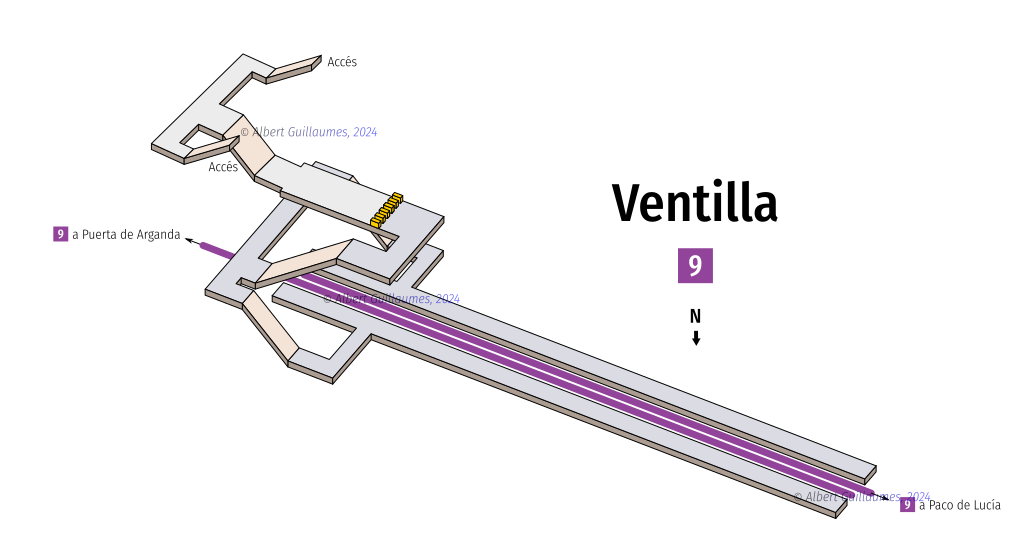 Accés
© Albert Guillaumes, 2024
Accés
Ventilla
9 a Puerta de Arganda
9
© Albert Guillaumes, 2024
N
© Albert Guillaumes, 2024
9 a Paco de Lucía